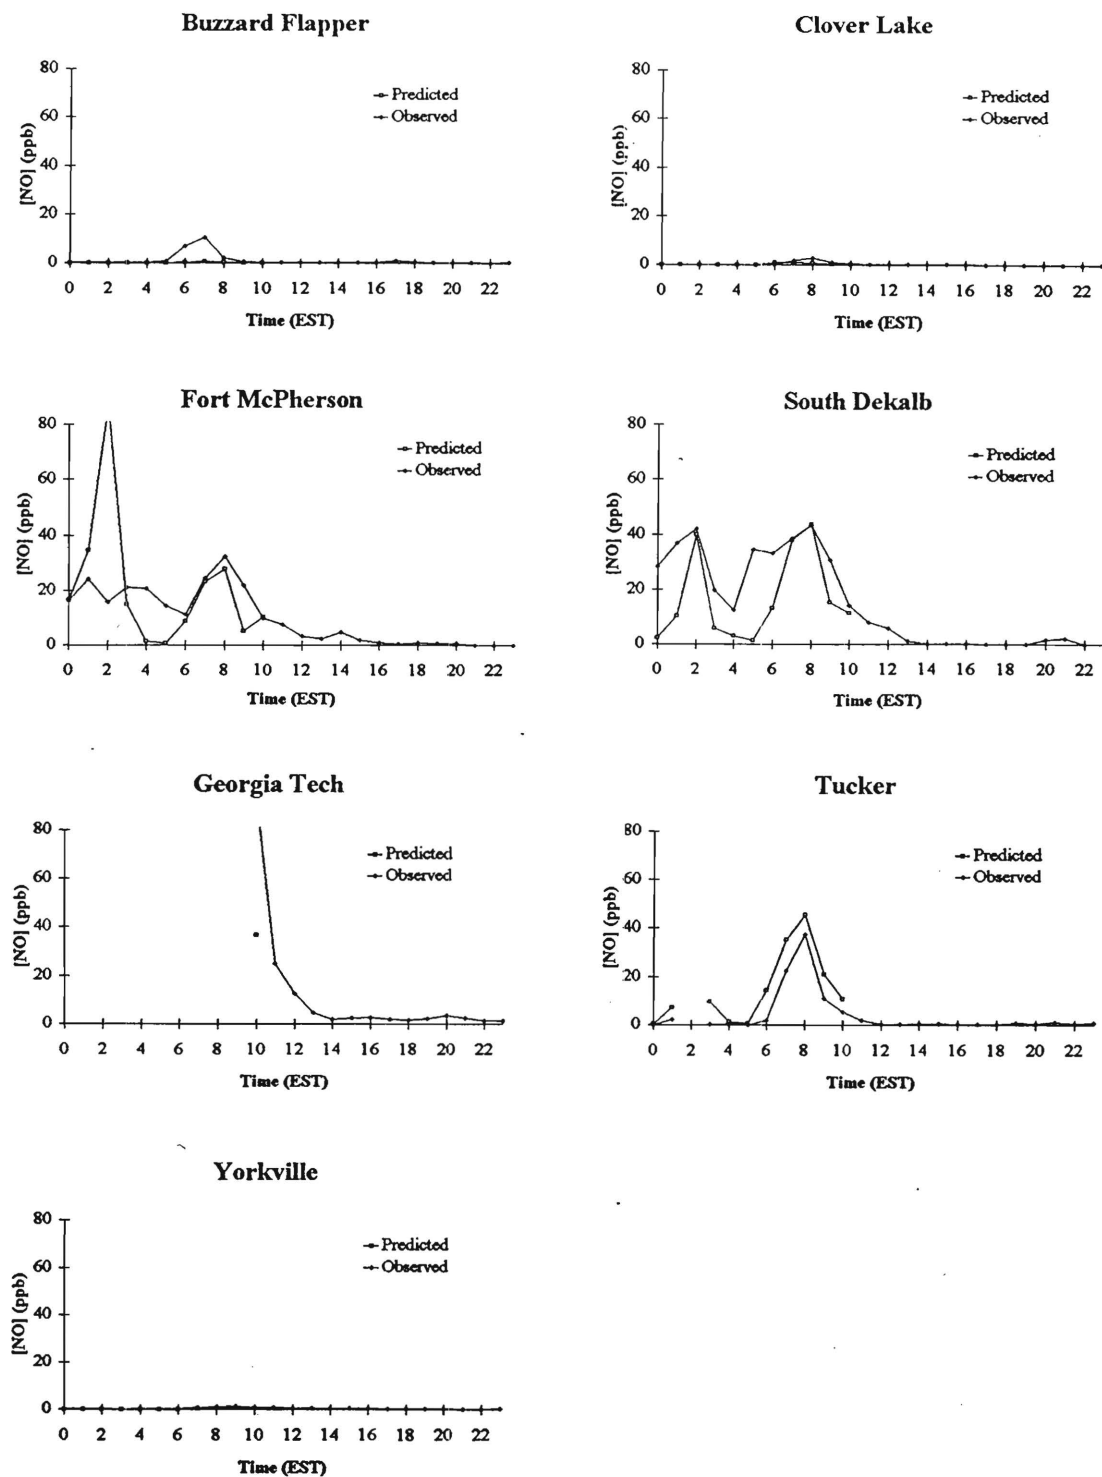 Buzzard Flapper
80
60
40
20
0
[NO] (ppb)
Predicted
Observed
0 2 4 6 8 10 12 14 16 18 20 22
Time (EST)
Clover Lake
80
60
40
20
0
[NO] (ppb)
Predicted
Observed
0 2 4 6 8 10 12 14 16 18 20 22
Time (EST)
Fort McPherson
80
60
40
20
0
[NO] (ppb)
Predicted
Observed
0 2 4 6 8 10 12 14 16 18 20 22
Time (EST)
South Dekalb
80
60
40
20
0
[NO] (ppb)
Predicted
Observed
0 2 4 6 8 10 12 14 16 18 20 22
Time (EST)
Georgia Tech
80
60
40
20
0
[NO] (ppb)
Predicted
Observed
0 2 4 6 8 10 12 14 16 18 20 22
Time (EST)
Tucker
80
60
40
20
0
[NO] (ppb)
Predicted
Observed
0 2 4 6 8 10 12 14 16 18 20 22
Time (EST)
Yorkville
80
60
40
20
0
[NO] (ppb)
Predicted
Observed
0 2 4 6 8 10 12 14 16 18 20 22
Time (EST)